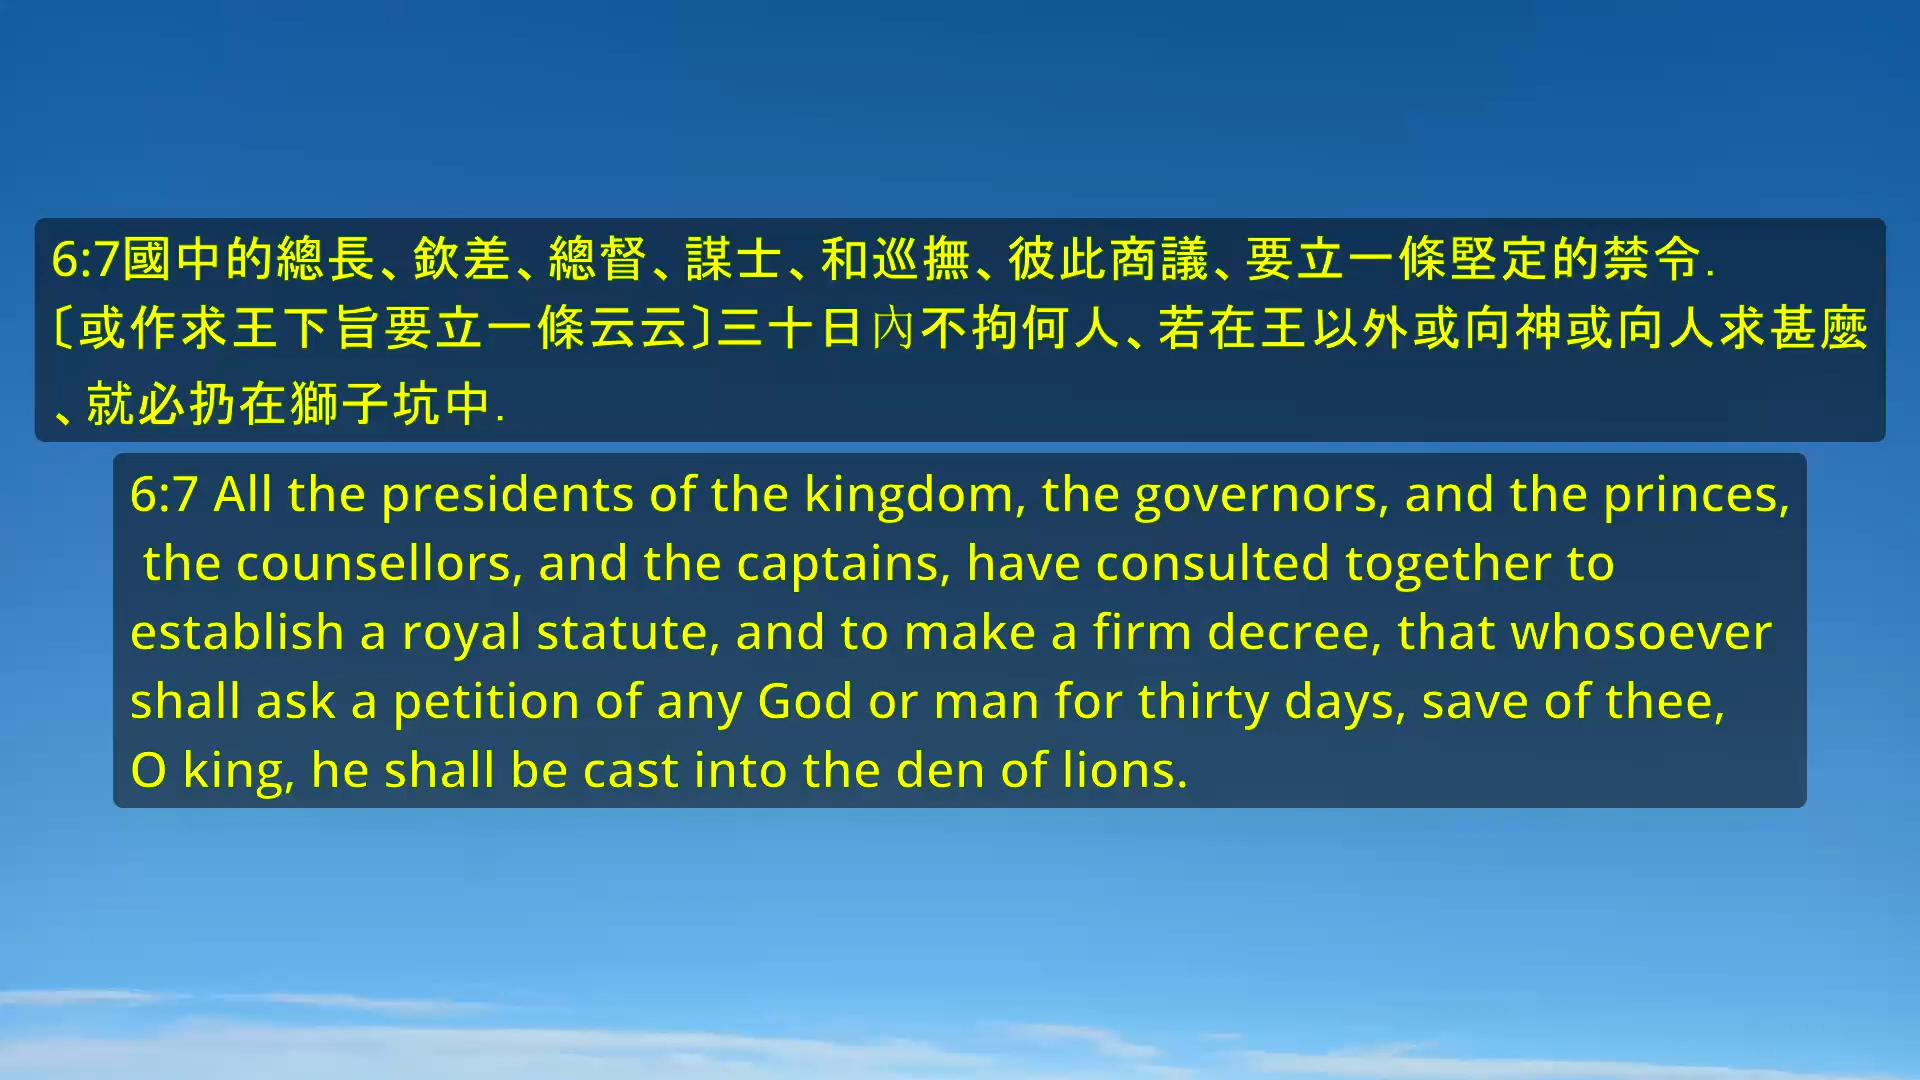 6:7國中的總長、欽差、總督、謀士、和巡撫、彼此商議、要立一條堅定的禁令.
〔或作求王下旨要立一條云云〕三十日內不拘何人、若在王以外或向神或向人求甚麼
、就必扔在獅子坑中.
6:7 All the presidents of the kingdom, the governors, and the princes,
the counsellors, and the captains, have consulted together to
establish a royal statute, and to make a firm decree, that whosoever
shall ask a petition of any God or man for thirty days, save of thee,
O king, he shall be cast into the den of lions.